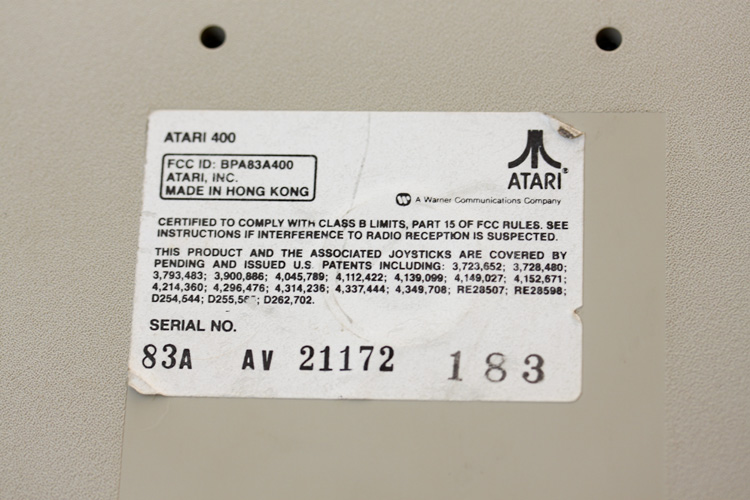 ATARI 400
FCC ID: BPA83A400
ATARI, INC.
MADE IN HONG KONG
ATARI®
A Warner Communications Company
CERTIFIED TO COMPLY WITH CLASS B LIMITS, PART 15 OF FCC RULES. SEE
INSTRUCTIONS IF INTERFERENCE TO RADIO RECEPTION IS SUSPECTED.
THIS PRODUCT AND THE ASSOCIATED JOYSTICKS ARE COVERED BY
PENDING AND ISSUED U.S. PATENTS INCLUDING: 3,723,652; 3,728,480;
3,793,483; 3,900,886; 4,045,789; 4,112,422; 4,139,099; 4,149,027; 4,152,671;
4,214,360; 4,296,476; 4,314,236; 4,337,444; 4,349,708; RE28507; RE28598;
D254,544; D262,702.
SERIAL NO.
83A AV 21172 183